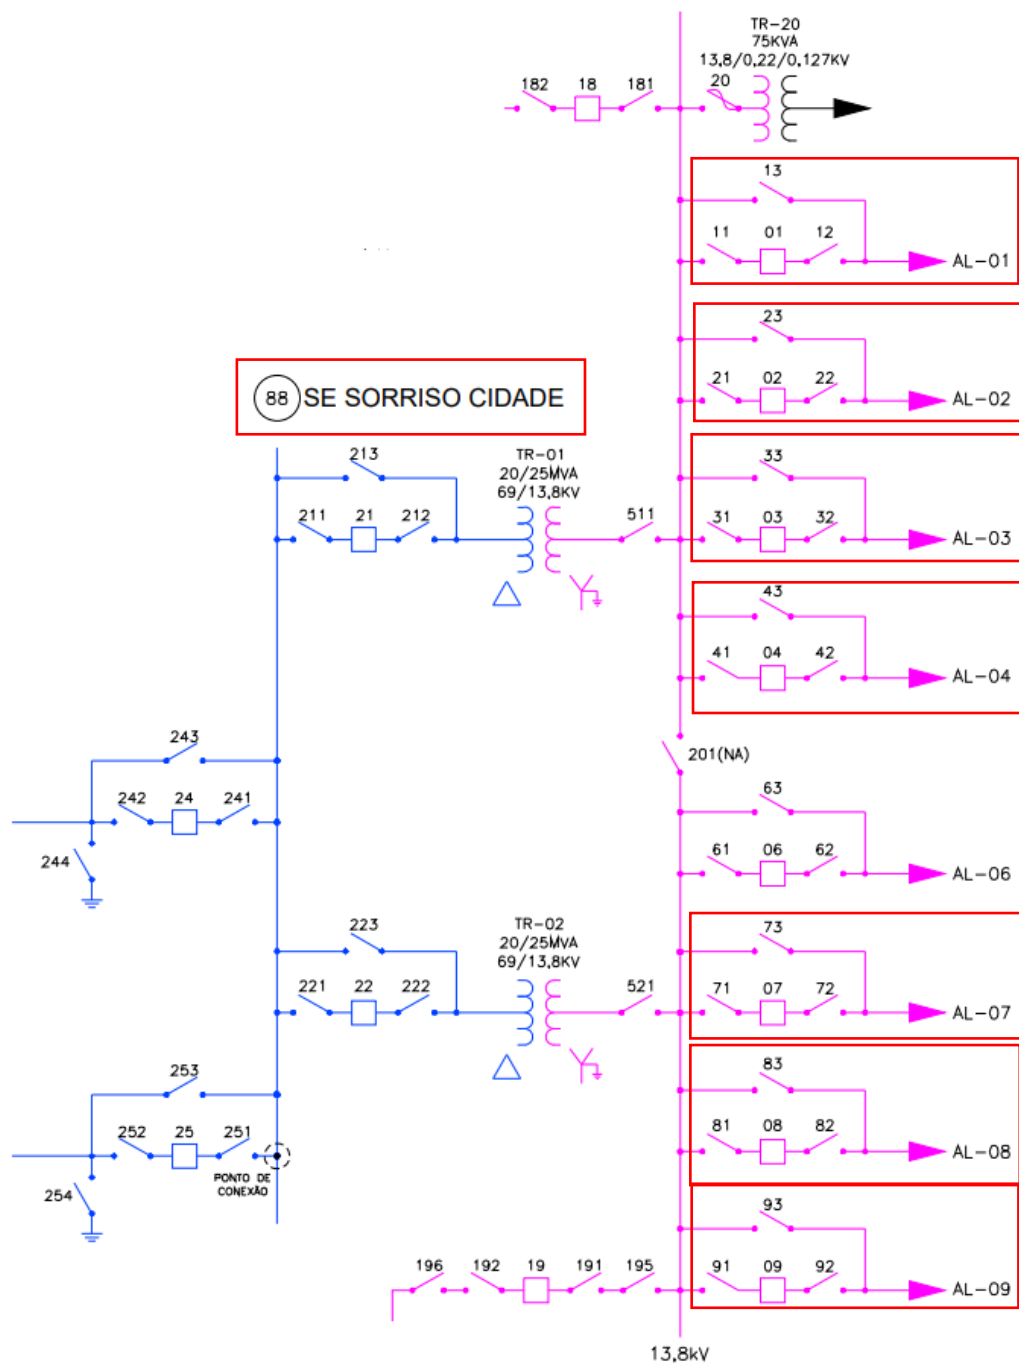 TR-20
75KVA
13,8/0,22/0,127KV
182 18 181 20
13
11 01 12
AL-01
23
21 02 22
AL-02
88 SE SORRISO CIDADE
213
TR-01
20/25MVA
69/13,8KV
33
211 21 212 511 31 03 32
AL-03
43
41 04 42
AL-04
243
201(NA)
242 24 241
63
244
61 06 62
AL-06
223
TR-02
20/25MVA
69/13,8KV
73
221 22 222 521 71 07 72
AL-07
253
83
252 25 251 81 08 82
AL-08
PONTO DE
CONEXÃO
254
93
196 192 19 191 195 91 09 92
AL-09
13,8kV